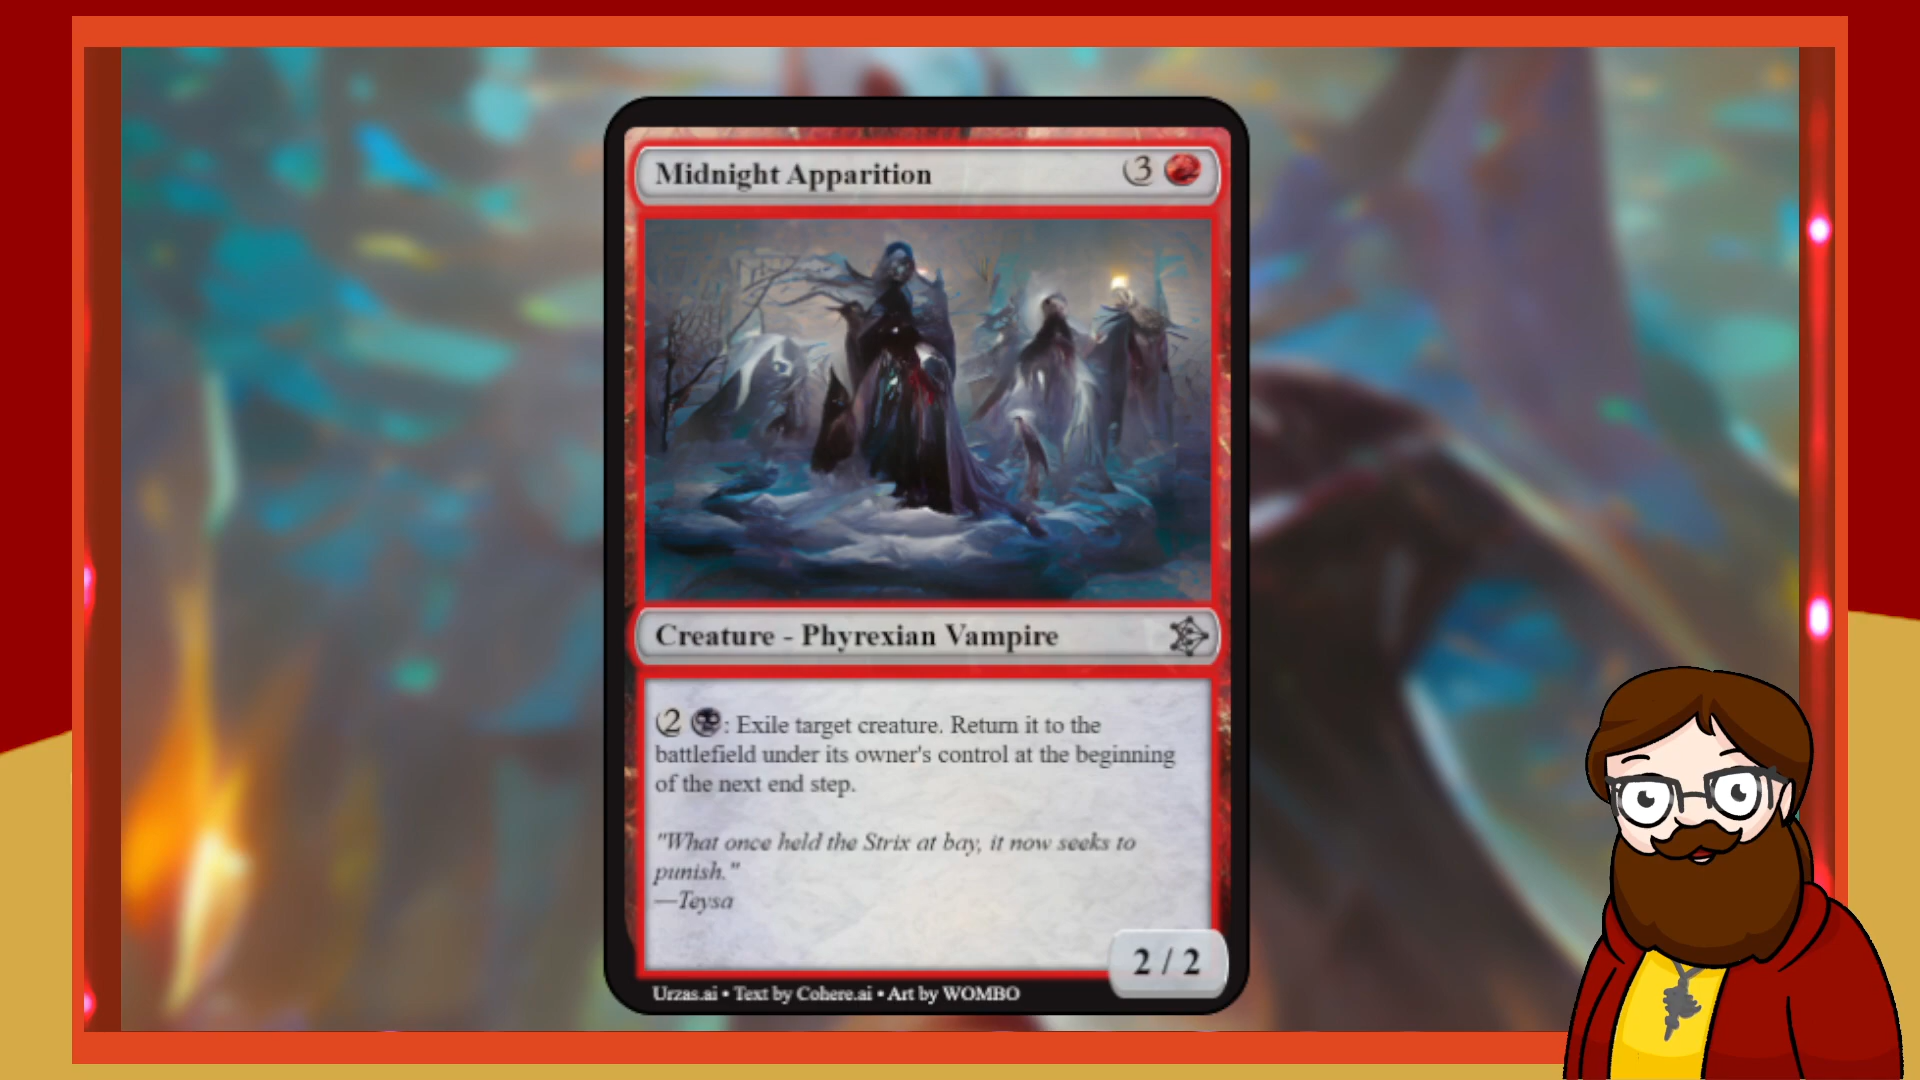 Midnight Apparition 3
Creature - Phyrexian Vampire
2 : Exile target creature. Return it to the
battlefield under its owner's control at the beginning
of the next end step.
"What once held the Strix at bay, it now seeks to
punish."
—Teysa
2 / 2
Urzas.ai • Text by Cohere.ai • Art by WOMBO